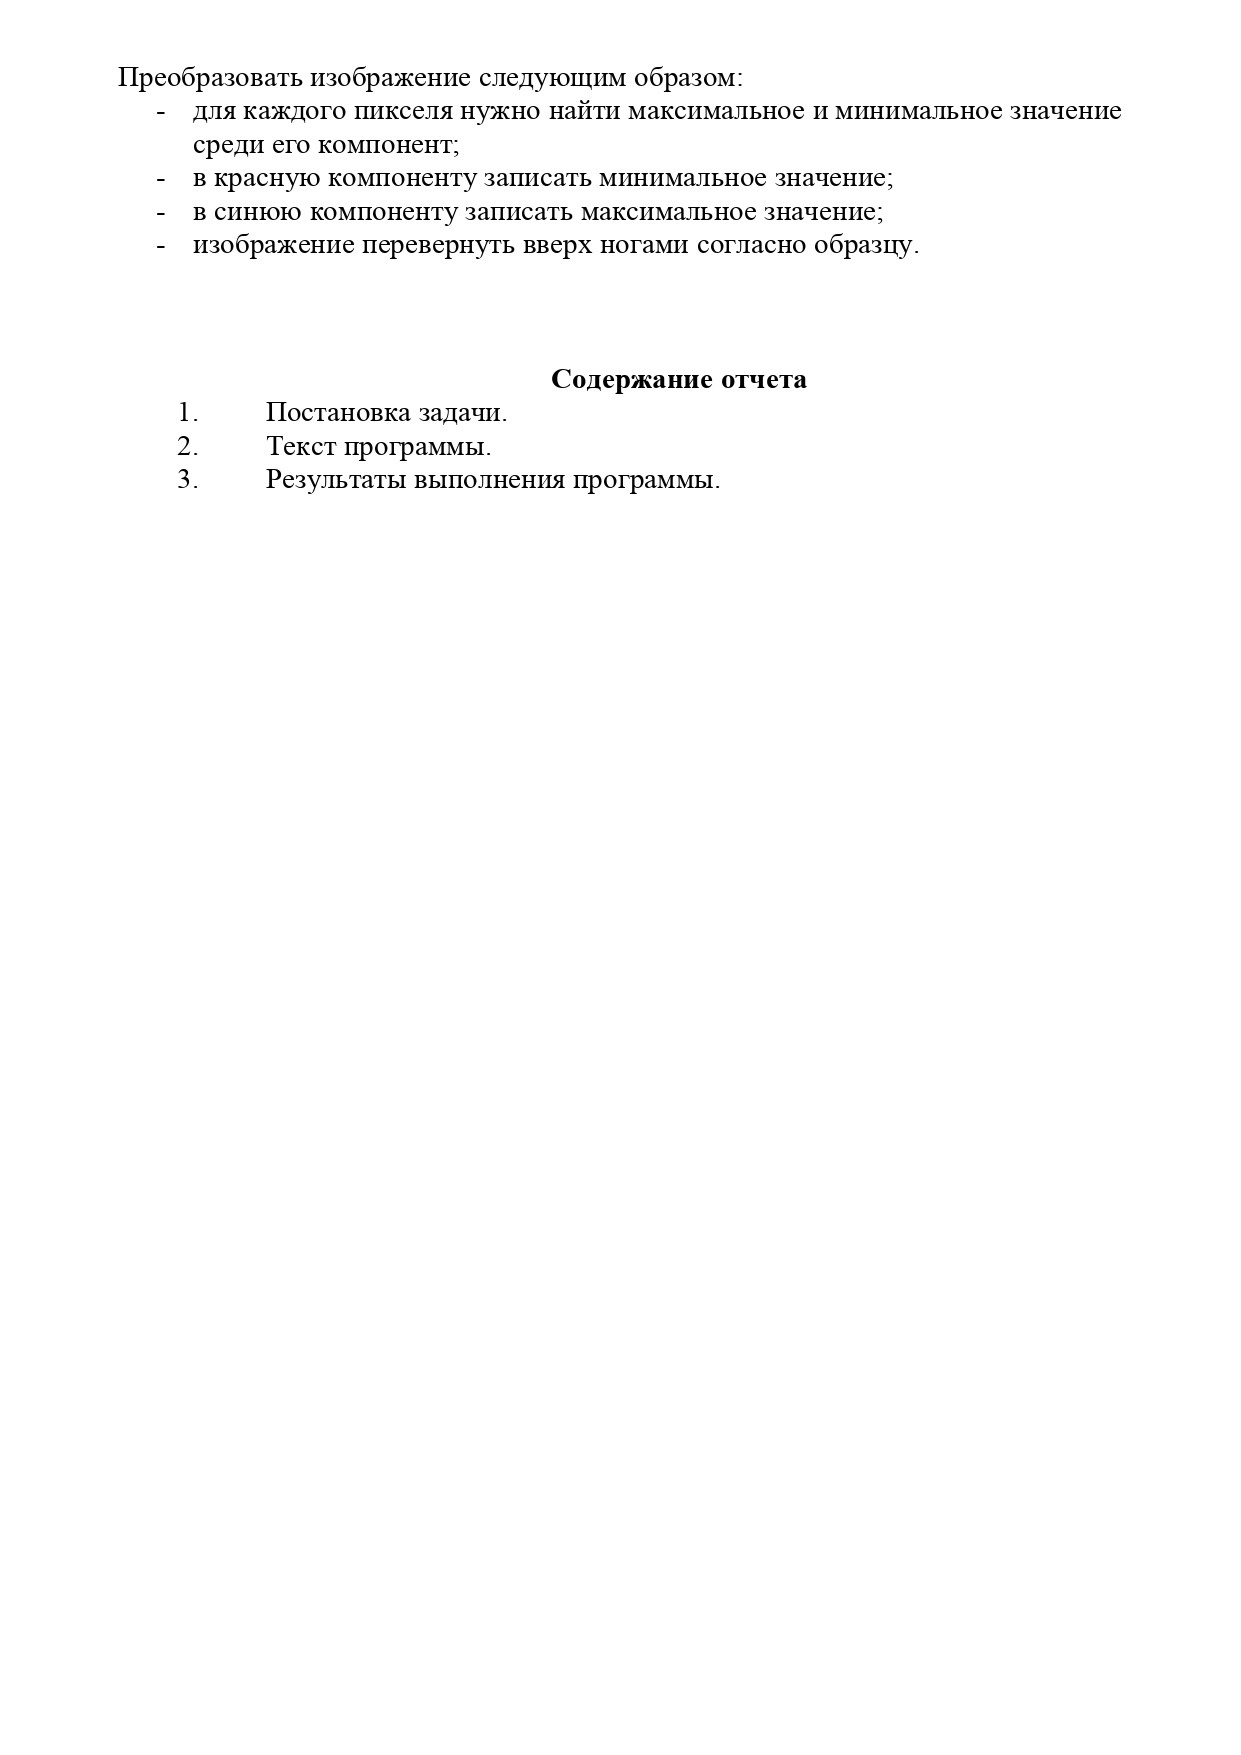 Преобразовать изображение следующим образом:
- для каждого пикселя нужно найти максимальное и минимальное значение
среди его компонент;
- в красную компоненту записать минимальное значение;
- в синюю компоненту записать максимальное значение;
- изображение перевернуть вверх ногами согласно образцу.
Содержание отчета
1. Постановка задачи.
2. Текст программы.
3. Результаты выполнения программы.